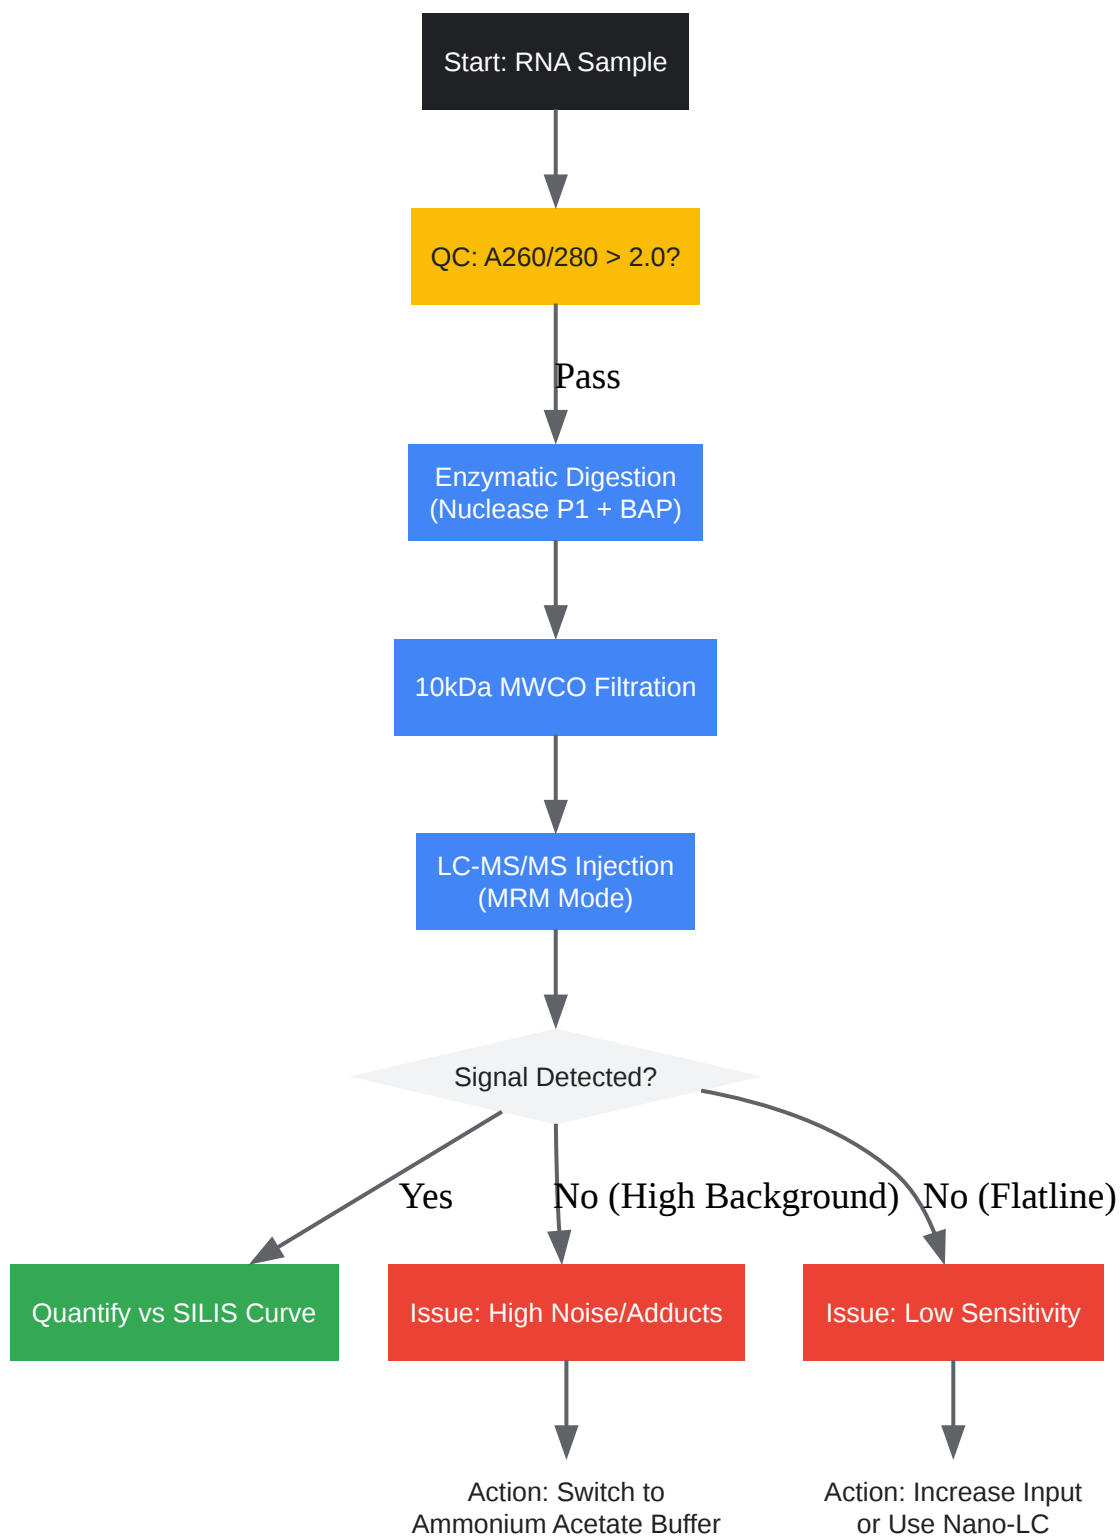 Start: RNA Sample
QC: A260/280 > 2.0?
Pass
Enzymatic Digestion
(Nuclease P1 + BAP)
10kDa MWCO Filtration
LC-MS/MS Injection
(MRM Mode)
Signal Detected?
Yes
No (High Background)
No (Flatline)
Quantify vs SILIS Curve
Issue: High Noise/Adducts
Issue: Low Sensitivity
Action: Switch to
Ammonium Acetate Buffer
Action: Increase Input
or Use Nano-LC